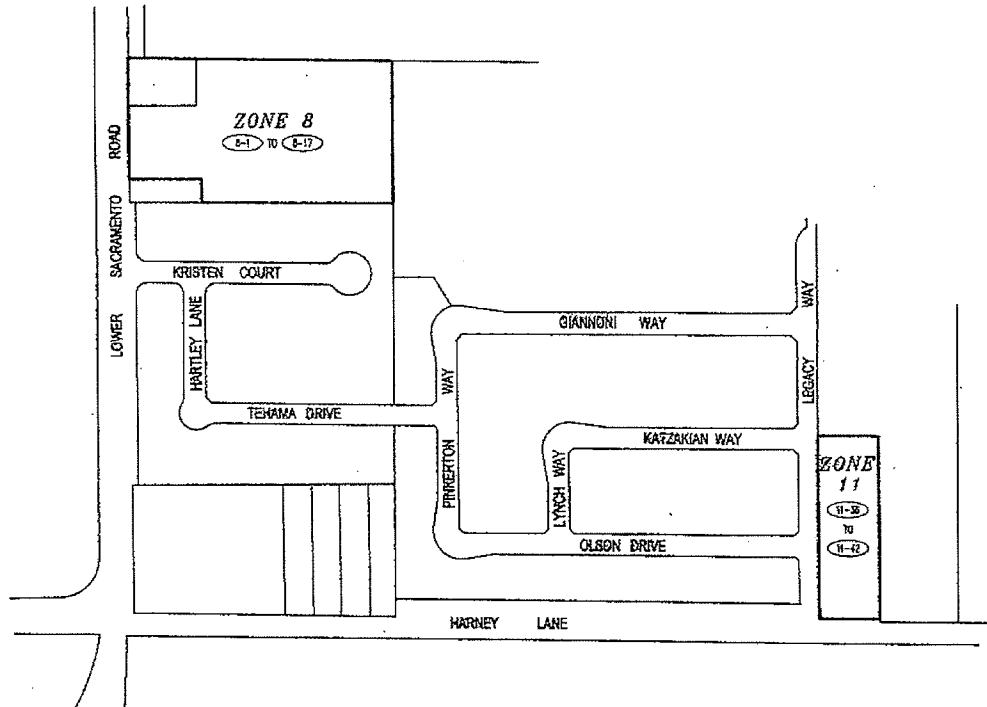 ZONE 8
8-1 TO 8-17
LOWER SACRAMENTO ROAD
KRISTEN COURT
HARTLEY LANE
TEHAMA DRIVE
GIANNONI WAY
LEGACY WAY
PINKERTON WAY
KATZAKIAN WAY
LYNCH WAY
OLSON DRIVE
ZONE
11
TO
HARNEY LANE